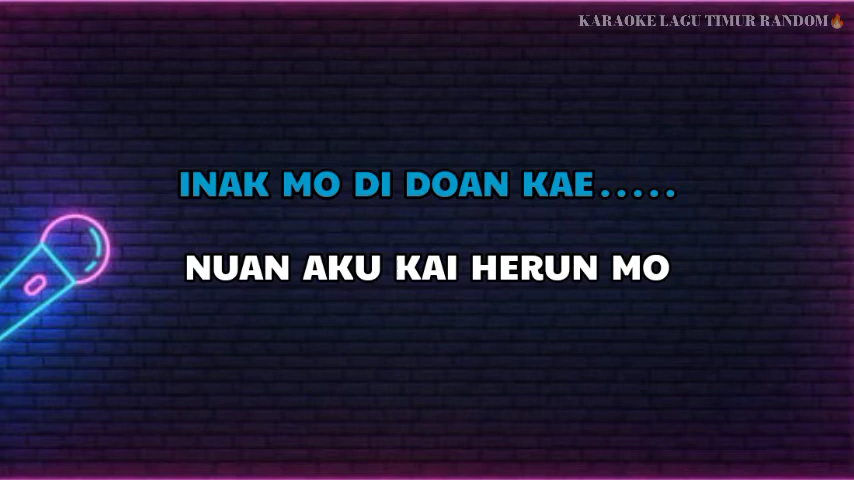 KARAOKE LAGU TIMUR RANDOM🔥
INAK MO DI DOAN KAE.....
NUAN AKU KAI HERUN MO